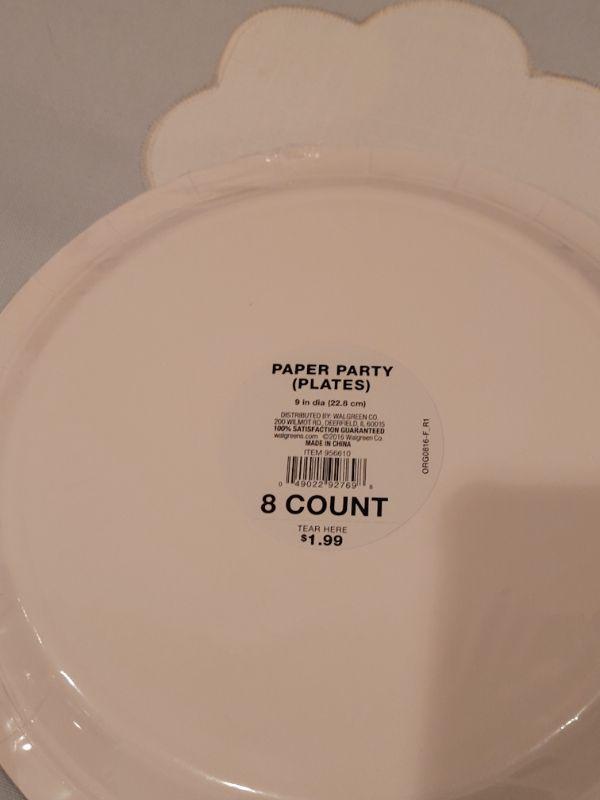 PAPER PARTY
(PLATES)
9 in dia (22.8 cm)
DISTRIBUTED BY: WALGREEN CO.
200 WILMOT RD., DEERFIELD, IL 60015
100% SATISFACTION GUARANTEED
walgreens.com ©2016 Walgreen Co.
MADE IN CHINA
ITEM 956610
0 49022 92769 8
8 COUNT
TEAR HERE
$1.99
ORG0816-F_R1